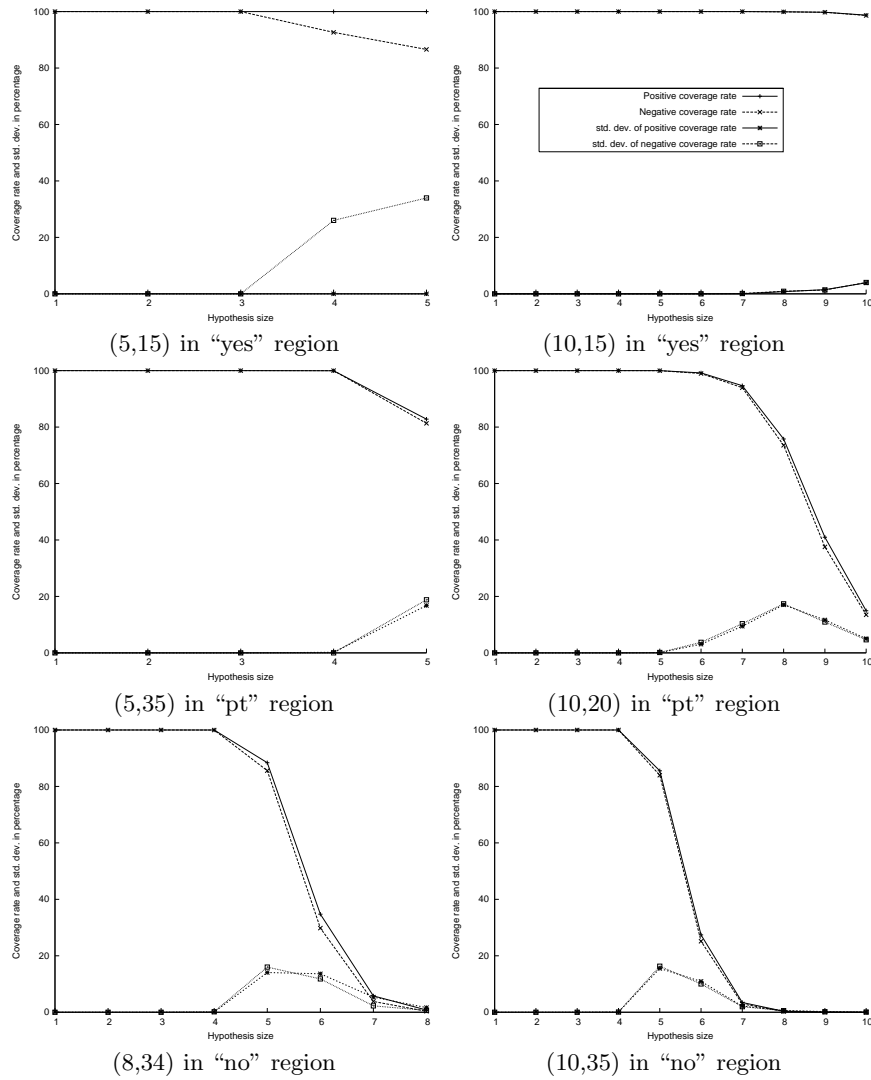 Coverage rate and std. dev. in percentage
100
80
60
40
20
0
1 2 3 4 5
Hypothesis size
(5,15) in “yes” region
Coverage rate and std. dev. in percentage
100
80
60
40
20
0
Positive coverage rate
Negative coverage rate
std. dev. of positive coverage rate
std. dev. of negative coverage rate
1 2 3 4 5 6 7 8 9 10
Hypothesis size
(10,15) in “yes” region
Coverage rate and std. dev. in percentage
100
80
60
40
20
0
1 2 3 4 5
Hypothesis size
(5,35) in “pt” region
Coverage rate and std. dev. in percentage
100
80
60
40
20
0
1 2 3 4 5 6 7 8 9 10
Hypothesis size
(10,20) in “pt” region
Coverage rate and std. dev. in percentage
100
80
60
40
20
0
1 2 3 4 5 6 7 8
Hypothesis size
(8,34) in “no” region
Coverage rate and std. dev. in percentage
100
80
60
40
20
0
1 2 3 4 5 6 7 8 9 10
Hypothesis size
(10,35) in “no” region